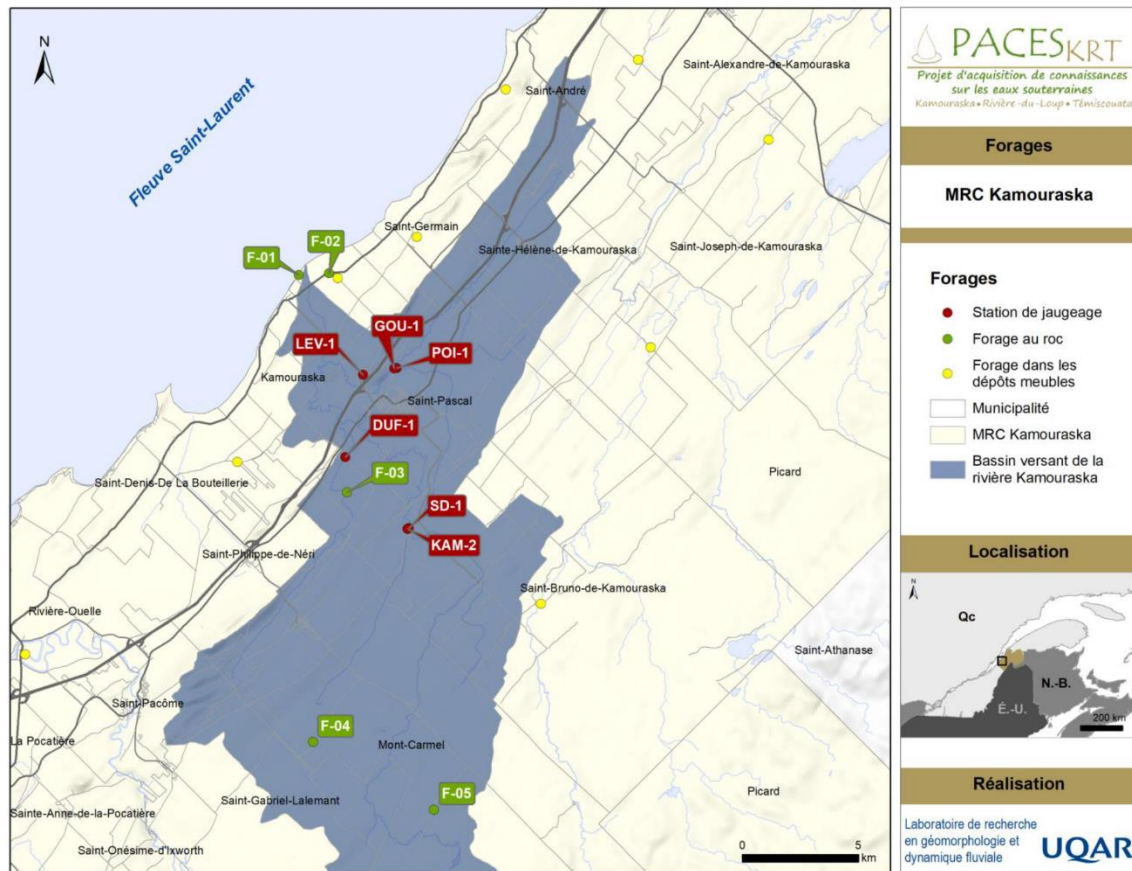 N
Fleuve Saint-Laurent
Saint-Alexandre-de-Kamouraska
Saint-André
Saint-Germain
Sainte-Hélène-de-Kamouraska
Saint-Joseph-de-Kamouraska
F-01
F-02
GOU-1
LEV-1
POI-1
Kamouraska
Saint-Pascal
DUF-1
F-03
Saint-Denis-De La Bouteillerie
Picard
SD-1
KAM-2
Saint-Philippe-de-Néri
Saint-Bruno-de-Kamouraska
Rivière-Ouelle
Saint-Athanase
Saint-Pacôme
La Pocatière
F-04
Mont-Carmel
Picard
Saint-Gabriel-Lalemant
F-05
Sainte-Anne-de-la-Pocatière
Saint-Onésime-d'Ixworth
0 5
km
PACES KRT
Projet d'acquisition de connaissances
sur les eaux souterraines
Kamouraska • Rivière-du-Loup • Témiscouata
Forages
MRC Kamouraska
Forages
Station de jaugeage
Forage au roc
Forage dans les
dépôts meubles
Municipalité
MRC Kamouraska
Bassin versant de la
rivière Kamouraska
Localisation
N
Qc
N.-B.
É.-U.
200 km
Réalisation
Laboratoire de recherche
en géomorphologie et
dynamique fluviale
UQAR